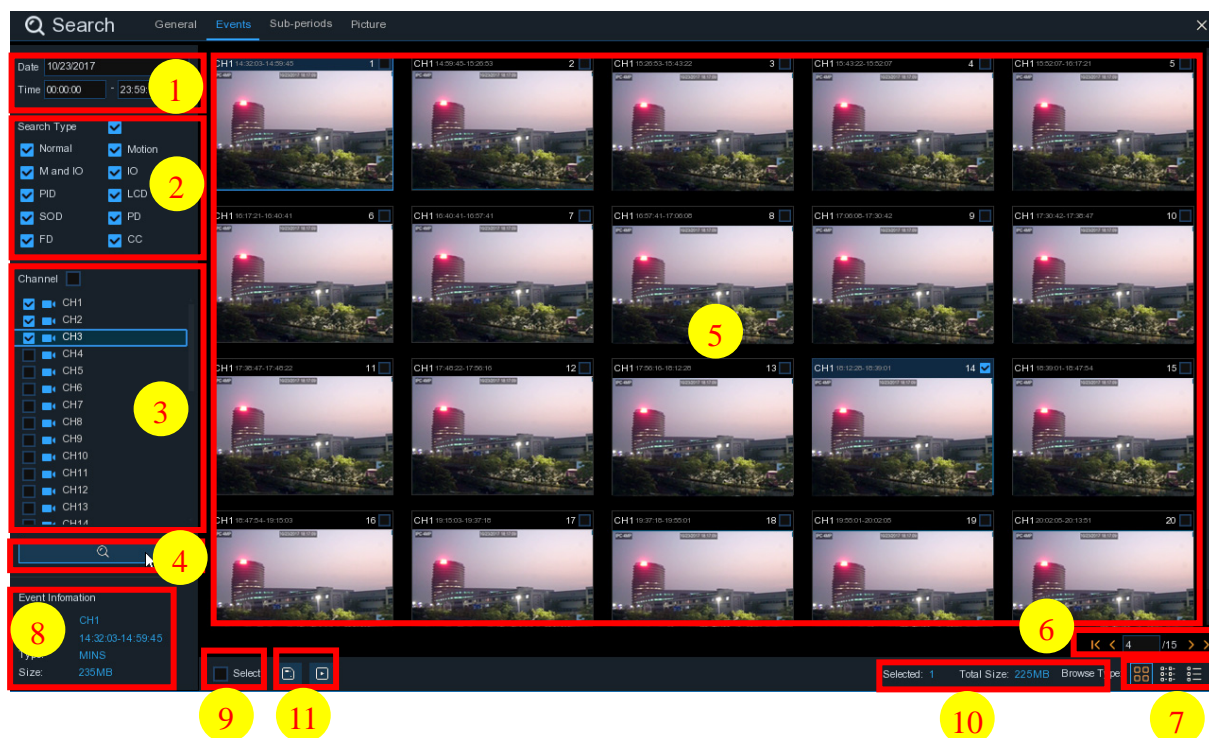 Search General Events Sub-periods Picture
Date 10/23/2017
Time 00:00:00 - 23:59:
1
Search Type
Normal Motion
M and IO IO
PID LCD
SOD PD
FD CC
2
Channel
CH1
CH2
CH3
CH4
CH5
CH6
CH7
CH8
CH9
CH10
CH11
CH12
CH13
CH14
3
4
Event Infomation
CH1
14:32:03-14:59:45
MINS
Size: 235MB
8
CH1 14:32:03-14:59:45 1
CH1 14:59:45-15:26:53 2
CH1 15:26:53-15:43:22 3
CH1 15:43:22-15:52:07 4
CH1 15:52:07-16:17:21 5
CH1 16:17:21-16:40:41 6
CH1 16:40:41-16:57:41 7
CH1 16:57:41-17:06:08 8
CH1 17:06:08-17:30:42 9
CH1 17:30:42-17:38:47 10
5
CH1 17:38:47-17:48:22 11
CH1 17:48:22-17:56:16 12
CH1 17:56:16-18:12:28 13
CH1 18:12:28-18:39:01 14
CH1 18:39:01-18:47:54 15
CH1 18:47:54-19:15:03 16
CH1 19:15:03-19:37:18 17
CH1 19:37:18-19:55:01 18
CH1 19:55:01-20:02:05 19
CH1 20:02:05-20:13:51 20
6
4 /15
Select
Selected: 1 Total Size: 225MB Browse Type:
9
11
10
7